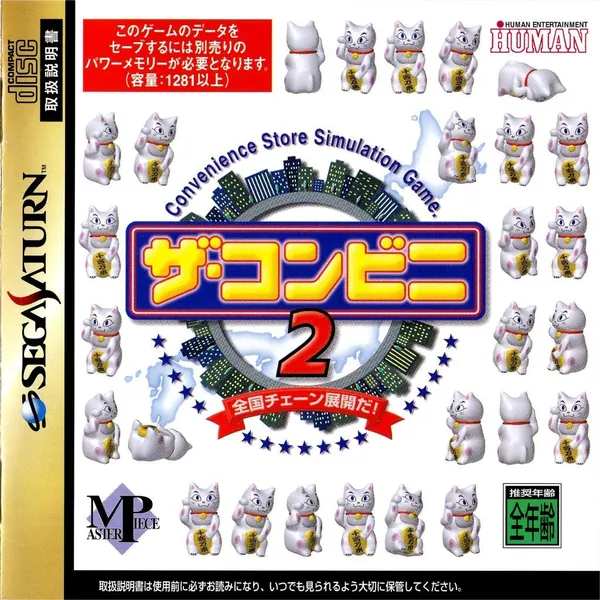 COMPACT
disc
取扱説明書
SEGA SATURN™
このゲームのデータを
セーブするには別売りの
パワーメモリーが必要となります。
(容量:1281以上)
HUMAN ENTERTAINMENT
HUMAN
Convenience Store Simulation Game.
ザ・コンビニ
2
全国チェーン展開だ!
MASTER PIECE
推奨年齢
全年齢
取扱説明書は使用前に必ずお読みになり、いつでも見られるよう大切に保管してください。